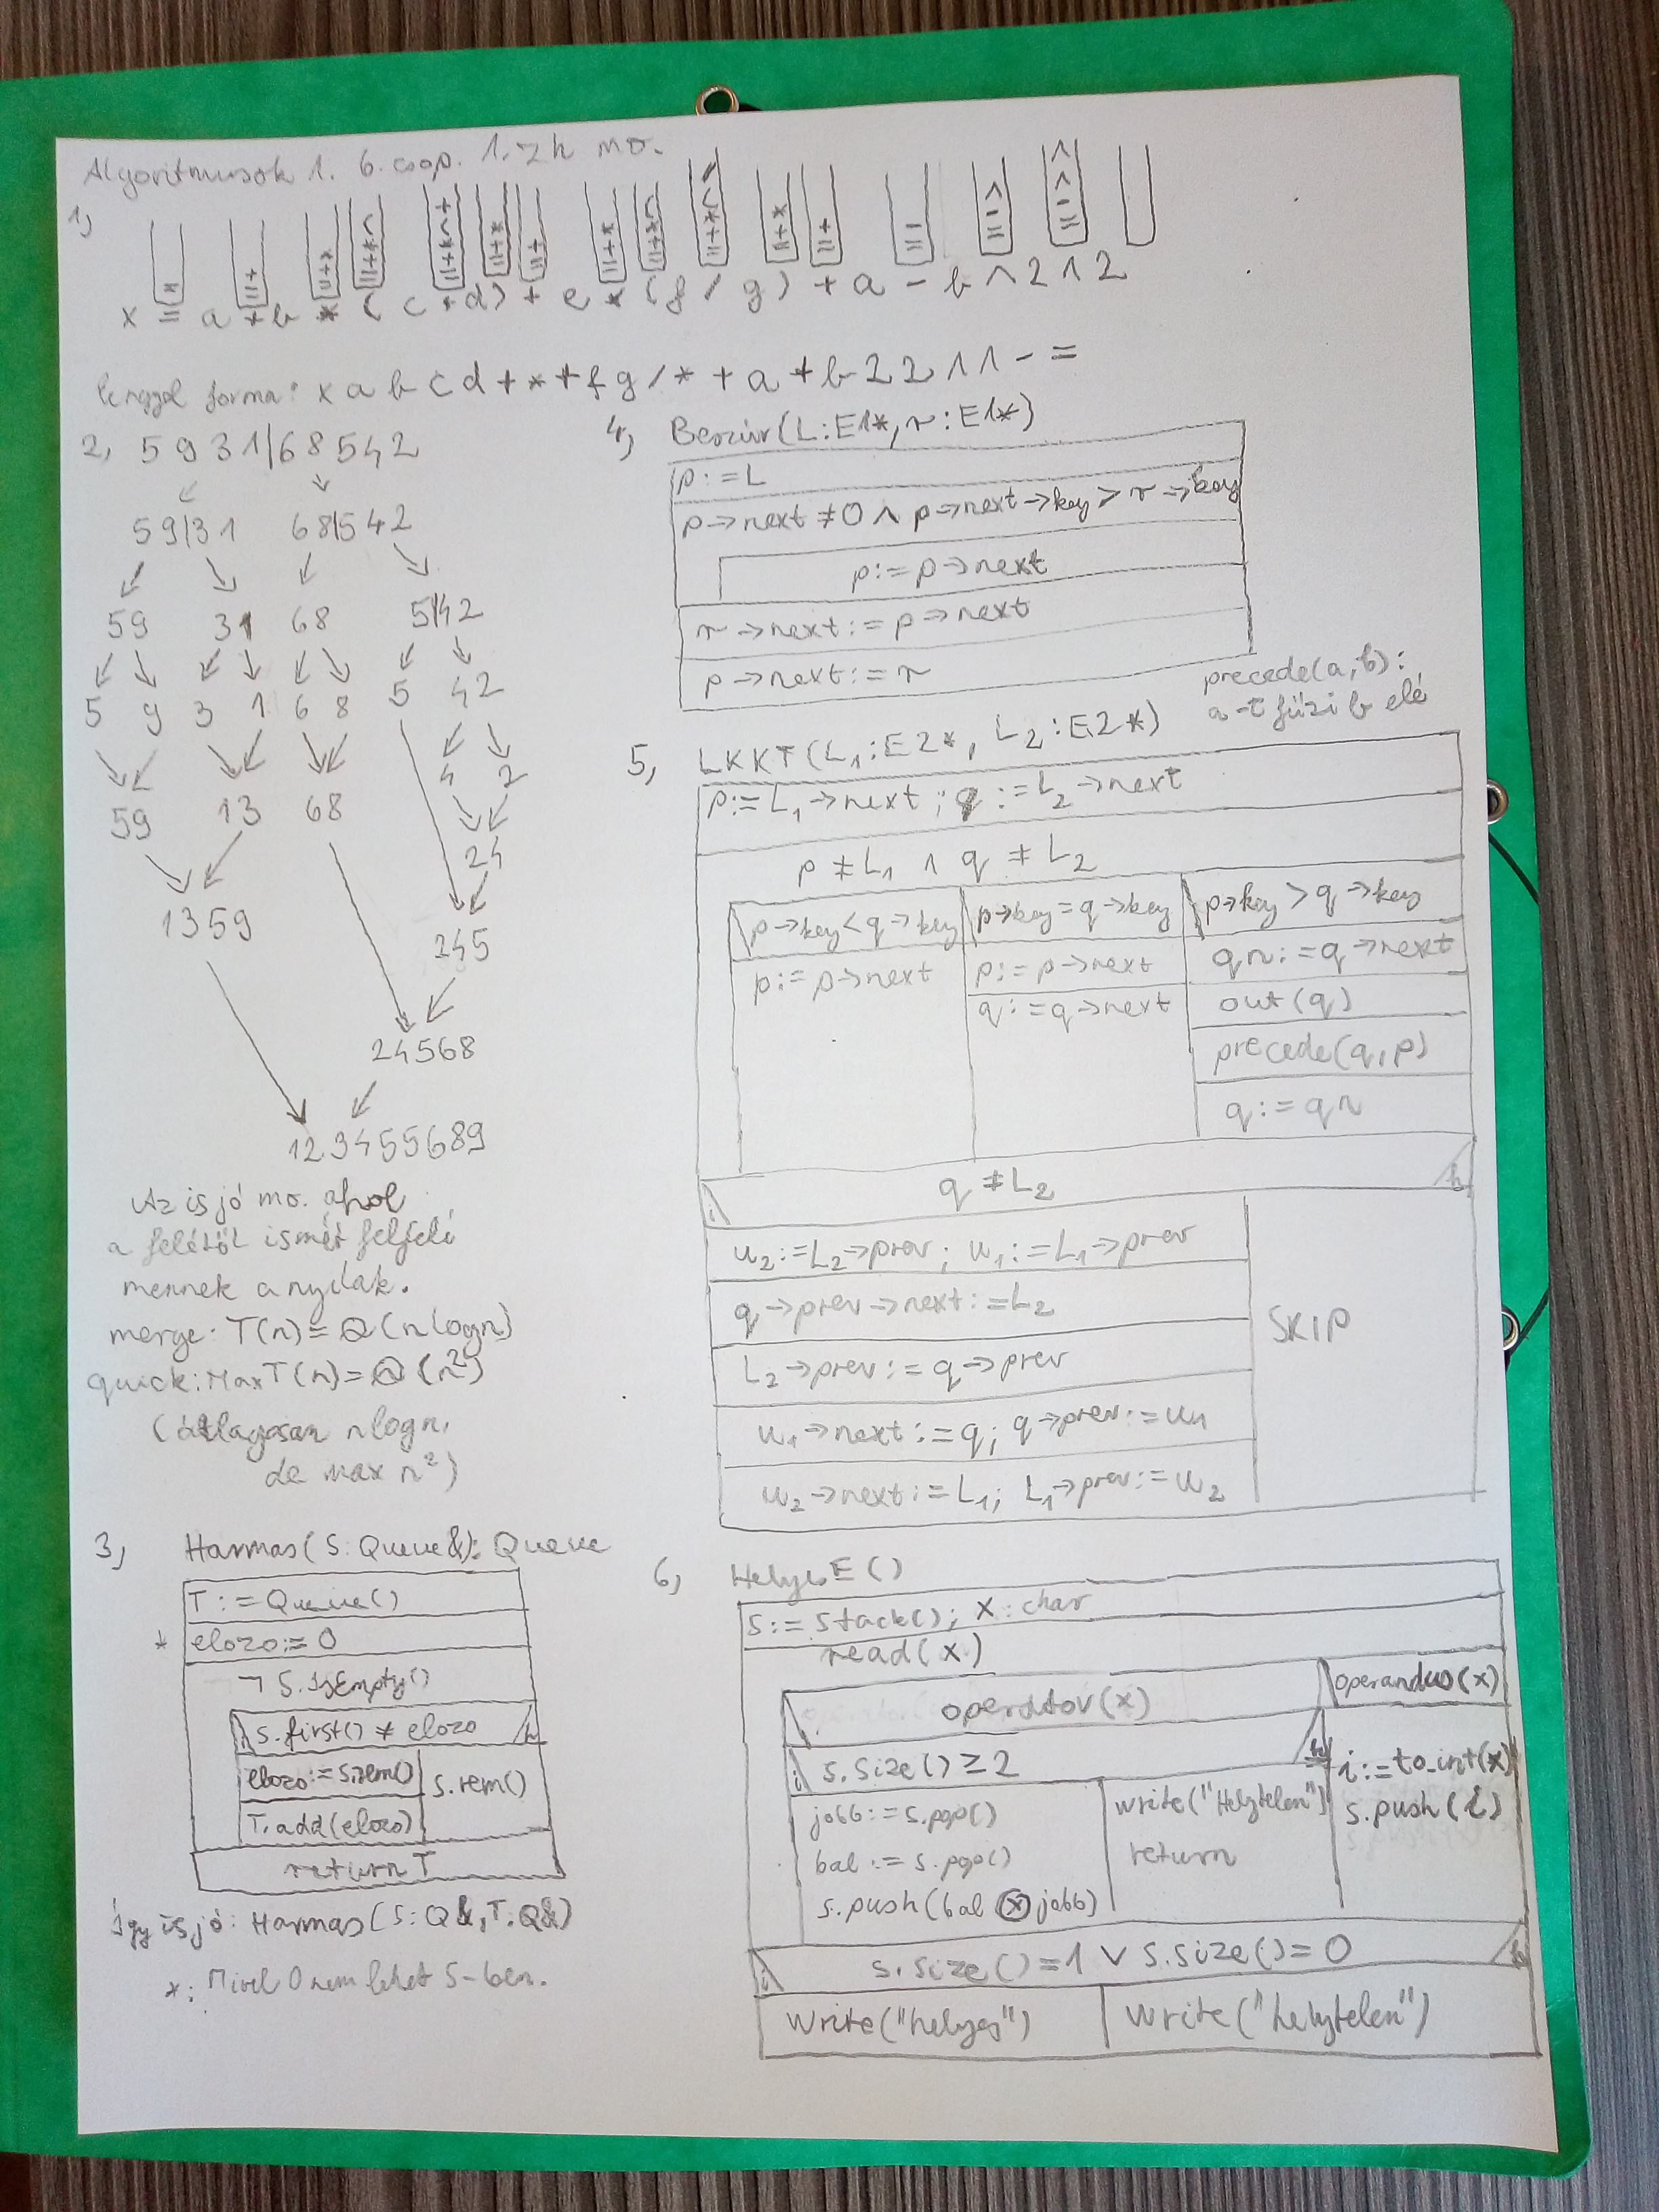 Algoritmusok 1. 6. csop. 1. zh mo.
1,
x = a + b * ( c + d ) + e * ( f / g ) + a - b ^ 2 ^ 2
lengyel forma: x a b c d + * + f g / * + a + b 2 2 ^ ^ - =
2, 5 9 3 1 | 6 8 5 4 2
5 9 | 3 1 6 8 | 5 4 2
59 31 68 5|42
5 9 3 1 6 8 5 42
4 2
59 13 68
24
1359
245
24568
123455689
Az is jó mo. ahol
a felétől ismét felfelé
mennek a nyilak.
merge: T(n) = Θ(n log n)
quick: MaxT(n) = Θ(n²)
(átlagosan n log n,
de max n²)
3, Harmas(S: Queue&): Queue
T := Queue()
* elozo := 0
¬ S.isEmpty()
i S.first() ≠ elozo h
elozo := S.rem()
S.rem()
T.add(elozo)
return T
Így is jó: Harmas(S: Q&, T: Q&)
*: Mivel 0 nem lehet S-ben.
4, Beszúr(L: E1*, r: E1*)
p := L
p→next ≠ 0 ∧ p→next→key > r→key
p := p→next
r→next := p→next
p→next := r
precede(a, b):
a-t fűzi b elé
5, LKKT(L₁: E2*, L₂: E2*)
p := L₁→next ; q := L₂→next
p ≠ L₁ ∧ q ≠ L₂
p→key < q→key p→key = q→key p→key > q→key
p := p→next p := p→next qn := q→next
q := q→next out(q)
precede(q, p)
q := qn
i q ≠ L₂ h
u₂ := L₂→prev ; u₁ := L₁→prev
q→prev→next := L₂
SKIP
L₂→prev := q→prev
u₁→next := q ; q→prev := u₁
u₂→next := L₁ ; L₁→prev := u₂
6, HelyesE()
S := Stack() ; x : char
read(x)
operátor(x) operandus(x)
i S.size() ≥ 2 h i := to_int(x)
jobb := S.pop() write("Helytelen") S.push(i)
bal := S.pop() return
S.push(bal ⓧ jobb)
i S.size() = 1 ∨ S.size() = 0 h
Write("helyes") Write("helytelen")